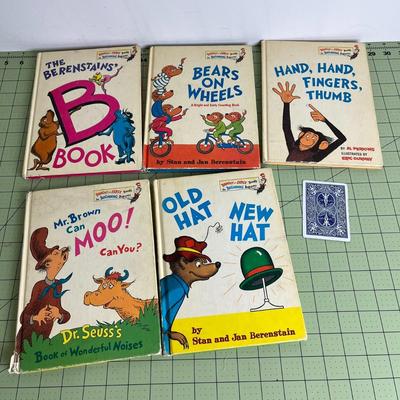 THE BERENSTAINS'
B
BOOK
BEARS
ON
WHEELS
A Bright and Early Counting Book
by Stan and Jan Berenstain
HAND, HAND,
FINGERS,
THUMB
by AL PERKINS
ILLUSTRATED BY
ERIC GURNEY
Mr. Brown
Can
MOO!
Can You?
Dr. Seuss's
Book of Wonderful Noises
OLD
HAT
NEW
HAT
by
Stan and Jan Berenstain